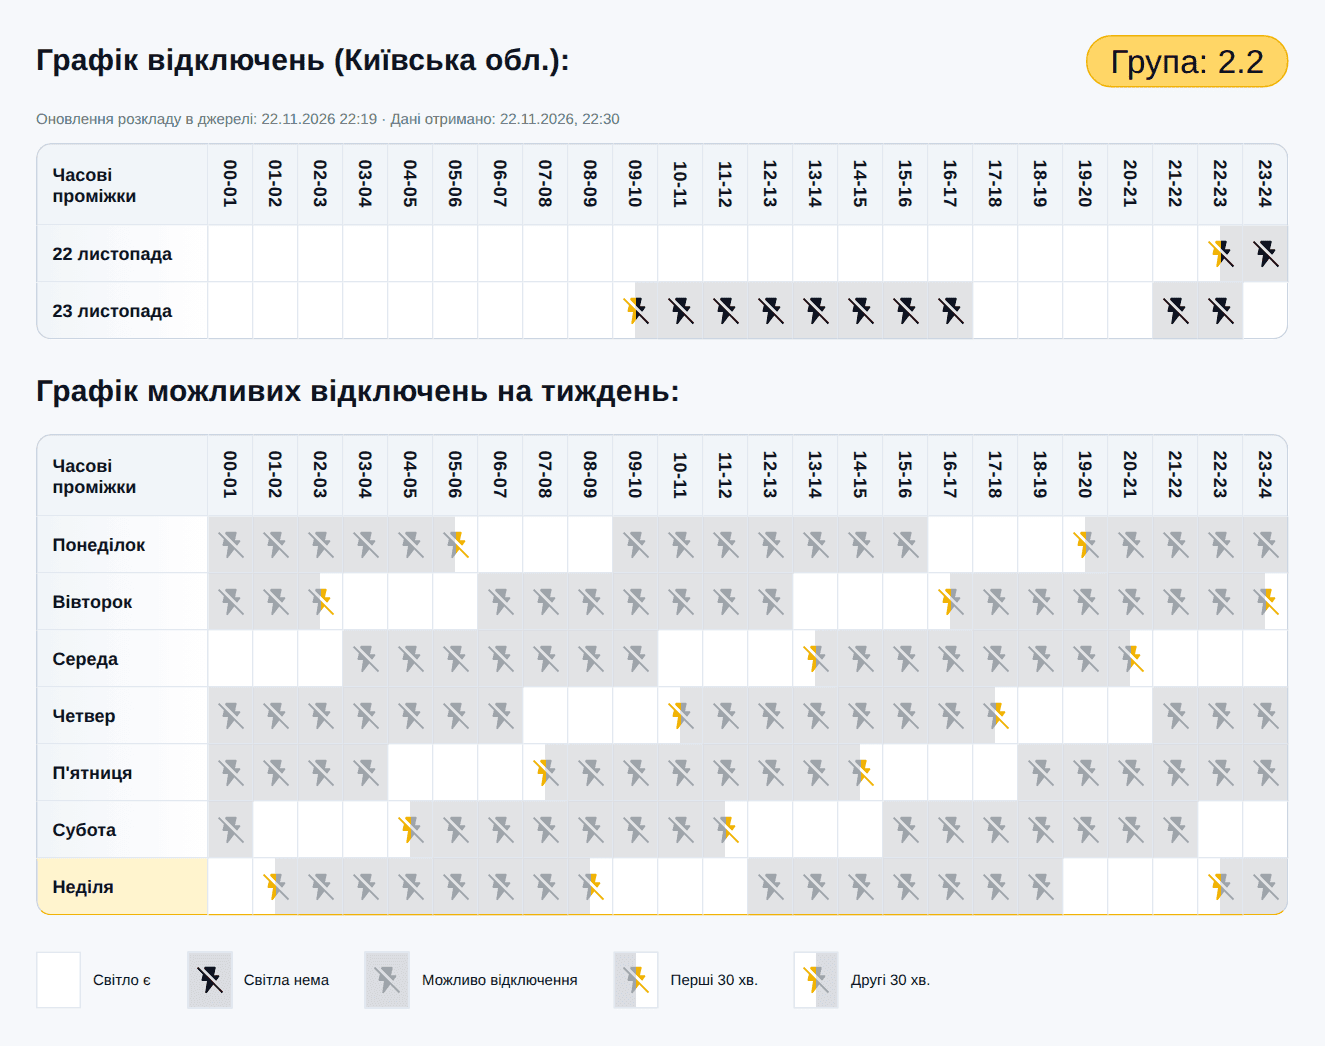 Графік відключень (Київська обл.):
Група: 2.2
Оновлення розкладу в джерелі: 22.11.2026 22:19 · Дані отримано: 22.11.2026, 22:30
Часові проміжки 00-01 01-02 02-03 03-04 04-05 05-06 06-07 07-08 08-09 09-10 10-11 11-12 12-13 13-14 14-15 15-16 16-17 17-18 18-19 19-20 20-21 21-22 22-23 23-24
22 листопада
23 листопада
Графік можливих відключень на тиждень:
Часові проміжки 00-01 01-02 02-03 03-04 04-05 05-06 06-07 07-08 08-09 09-10 10-11 11-12 12-13 13-14 14-15 15-16 16-17 17-18 18-19 19-20 20-21 21-22 22-23 23-24
Понеділок
Вівторок
Середа
Четвер
П'ятниця
Субота
Неділя
Світло є Світла нема Можливо відключення Перші 30 хв. Другі 30 хв.